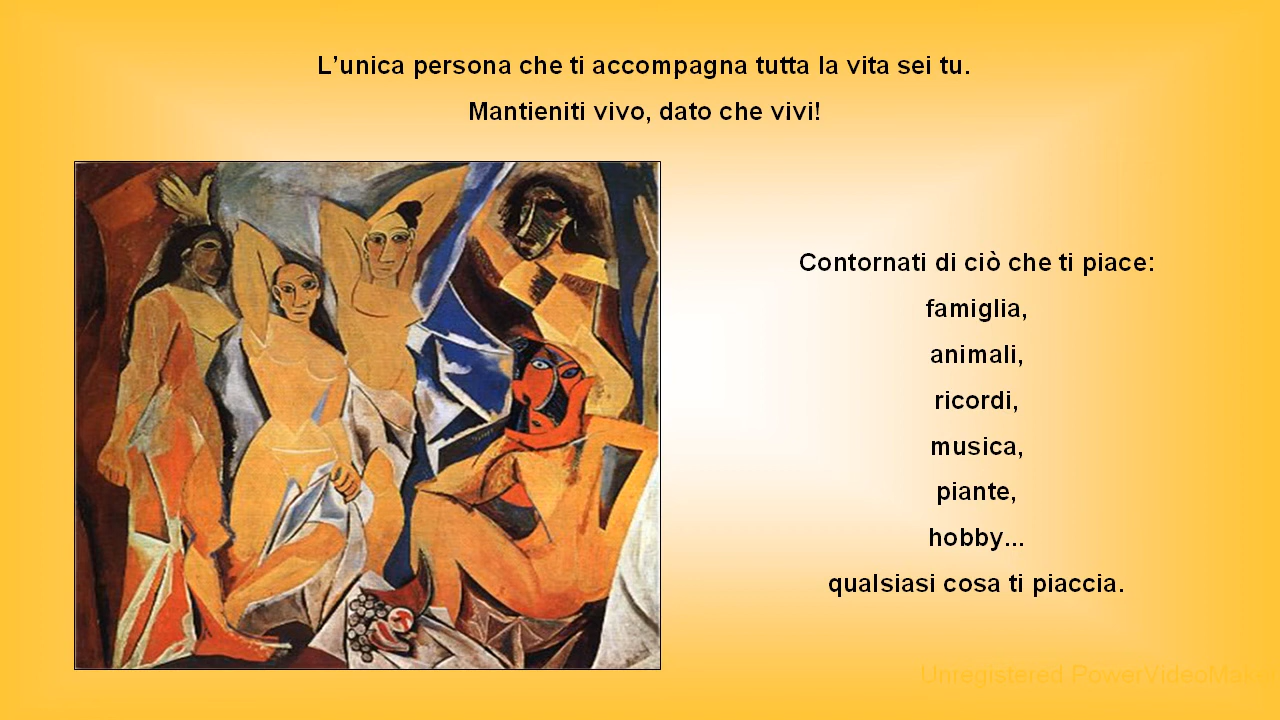 L’unica persona che ti accompagna tutta la vita sei tu.
Mantieniti vivo, dato che vivi!
Contornati di ciò che ti piace:
famiglia,
animali,
ricordi,
musica,
piante,
hobby...
qualsiasi cosa ti piaccia.
Unregistered PowerVideoMake